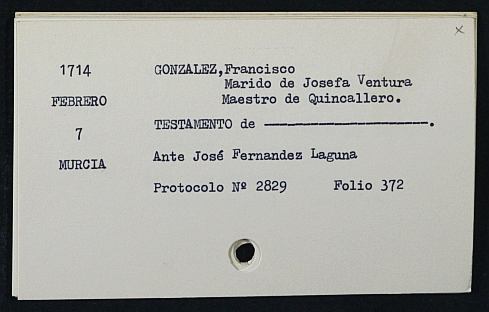 x
1714 GONZALEZ,Francisco
Marido de Josefa Ventura
FEBRERO Maestro de Quincallero.
7 TESTAMENTO de ————————————————.
MURCIA Ante José Fernandez Laguna
Protocolo Nº 2829 Folio 372